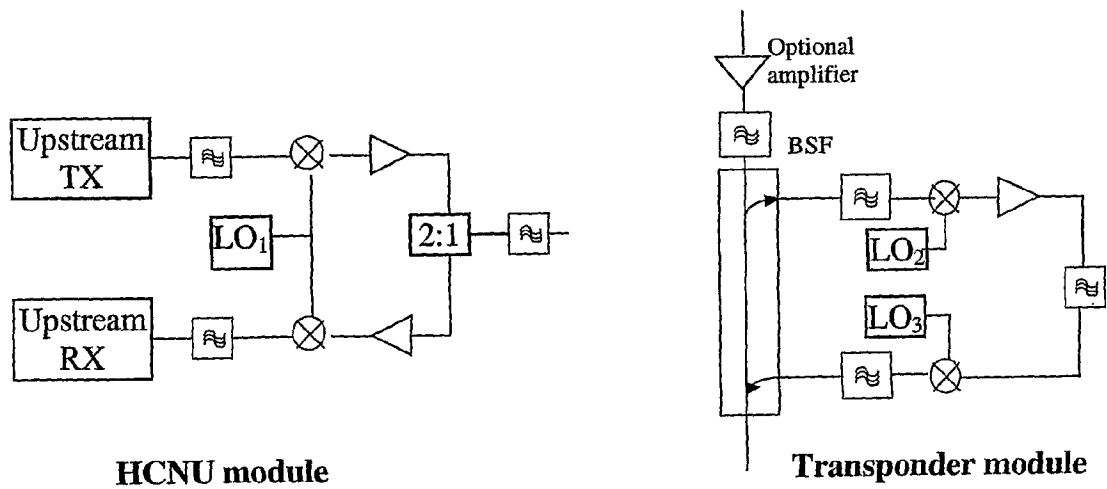 Upstream
TX
LO₁
2:1
Upstream
RX
HCNU module
Optional
amplifier
BSF
LO₂
LO₃
Transponder module